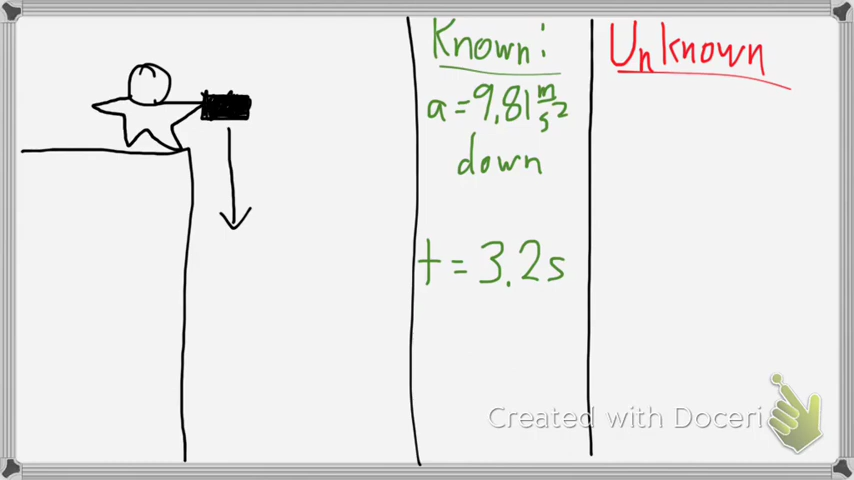 Known:
a = 9.81 m/s²
down
t = 3.2s
Unknown
Created with Doceri